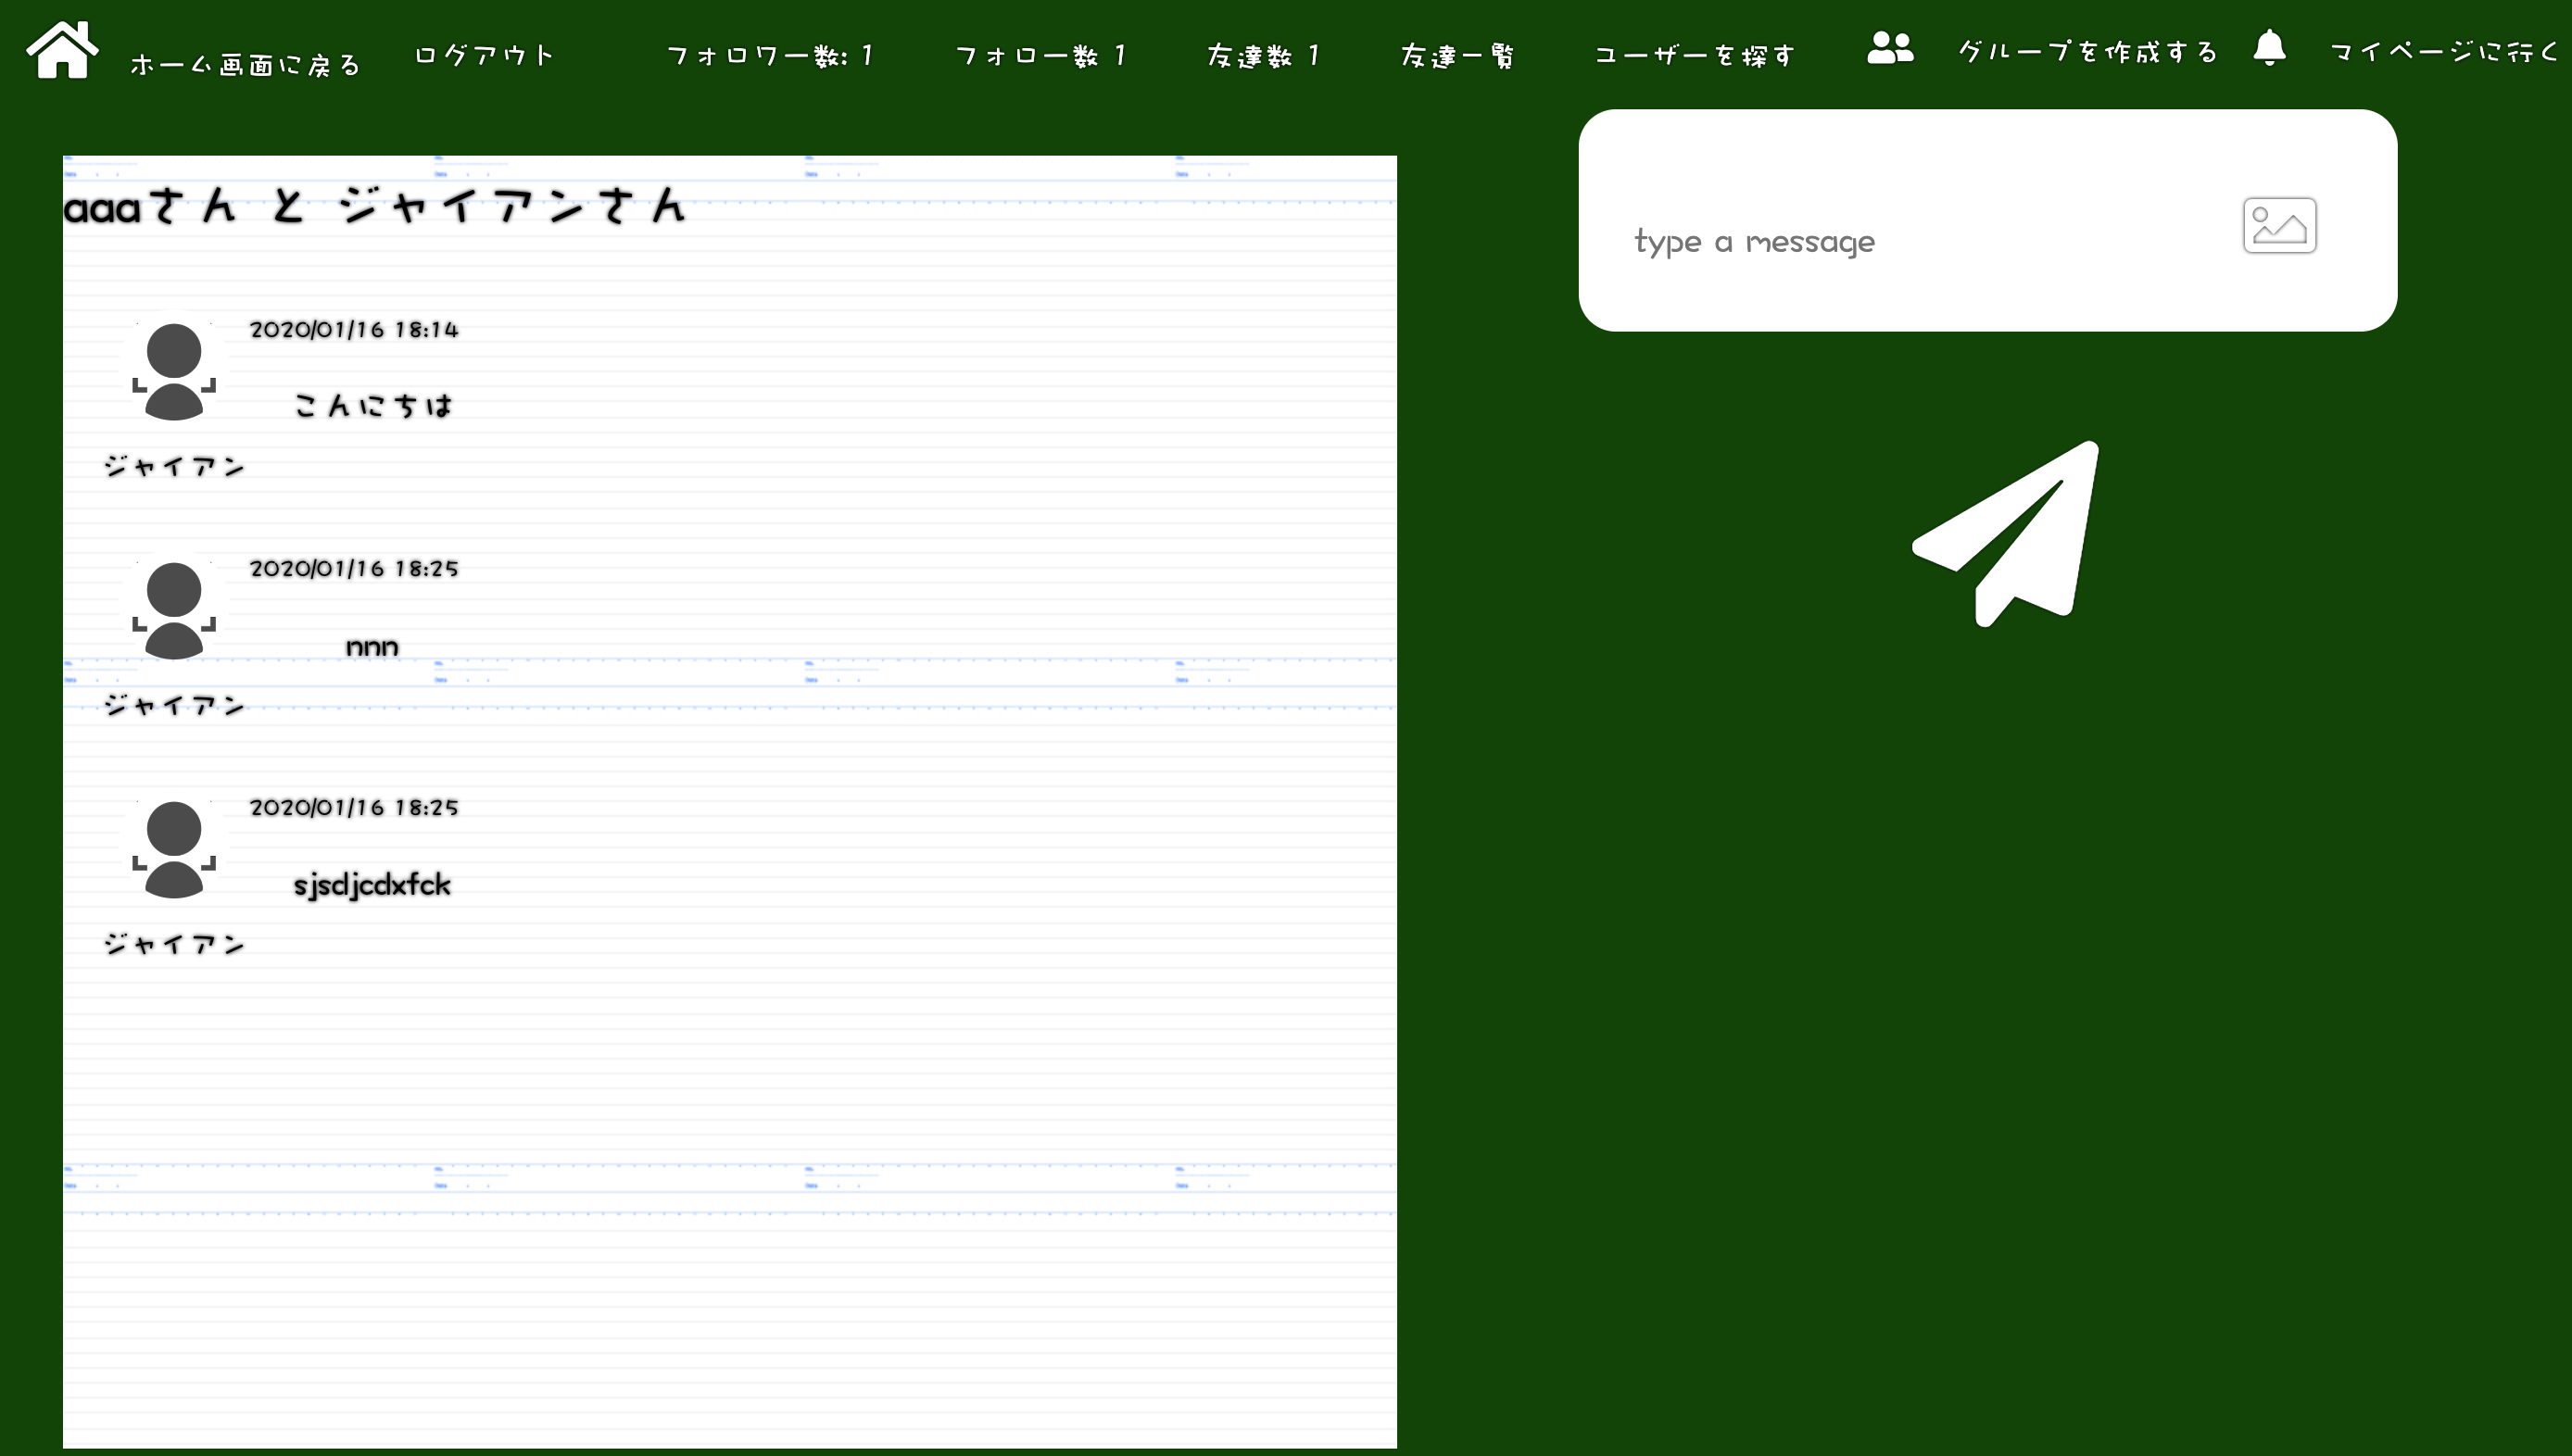 ホーム画面に戻る ログアウト フォロワー数: 1 フォロー数 1 友達数 1 友達一覧 ユーザーを探す グループを作成する マイページに行く
type a message
aaaさん と ジャイアンさん
2020/01/16 18:14
こんにちは
ジャイアン
2020/01/16 18:25
nnn
ジャイアン
2020/01/16 18:25
sjsdjcdxfck
ジャイアン